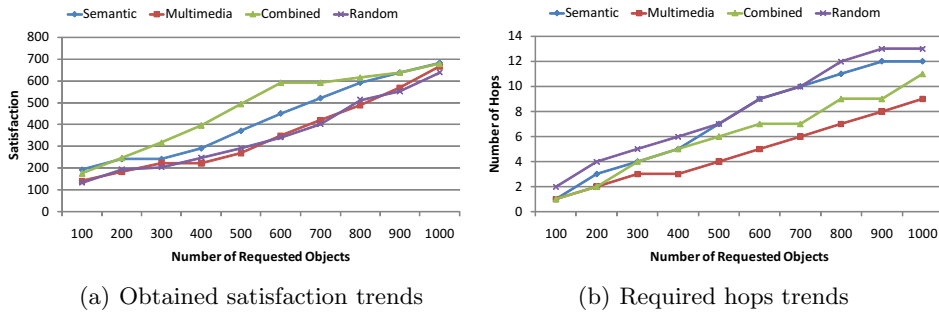 Semantic Multimedia Combined Random
800
700
600
500
400
300
200
100
0
Satisfaction
100 200 300 400 500 600 700 800 900 1000
Number of Requested Objects
(a) Obtained satisfaction trends
Semantic Multimedia Combined Random
14
12
10
8
6
4
2
0
Number of Hops
100 200 300 400 500 600 700 800 900 1000
Number of Requested Objects
(b) Required hops trends